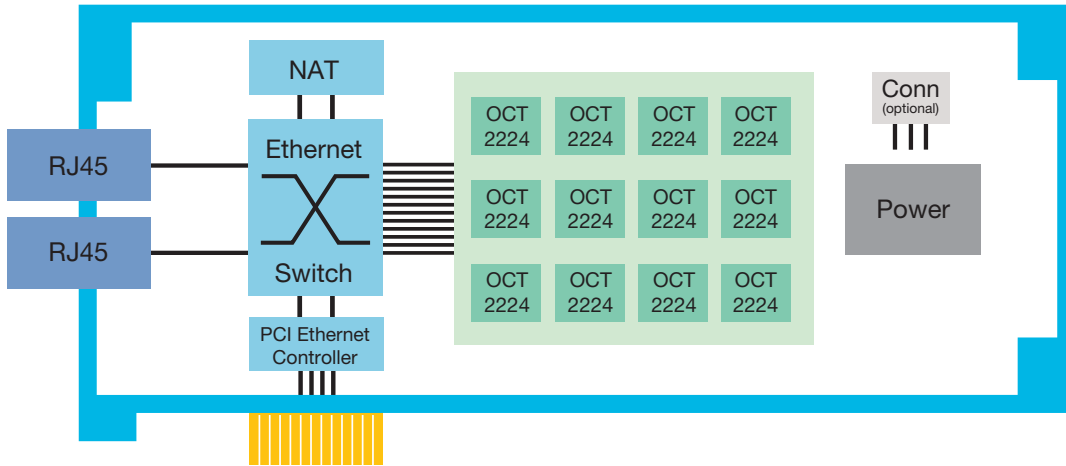 NAT
Ethernet
Switch
PCI Ethernet
Controller
RJ45
RJ45
OCT
2224
OCT
2224
OCT
2224
OCT
2224
OCT
2224
OCT
2224
OCT
2224
OCT
2224
OCT
2224
OCT
2224
OCT
2224
OCT
2224
Conn
(optional)
Power